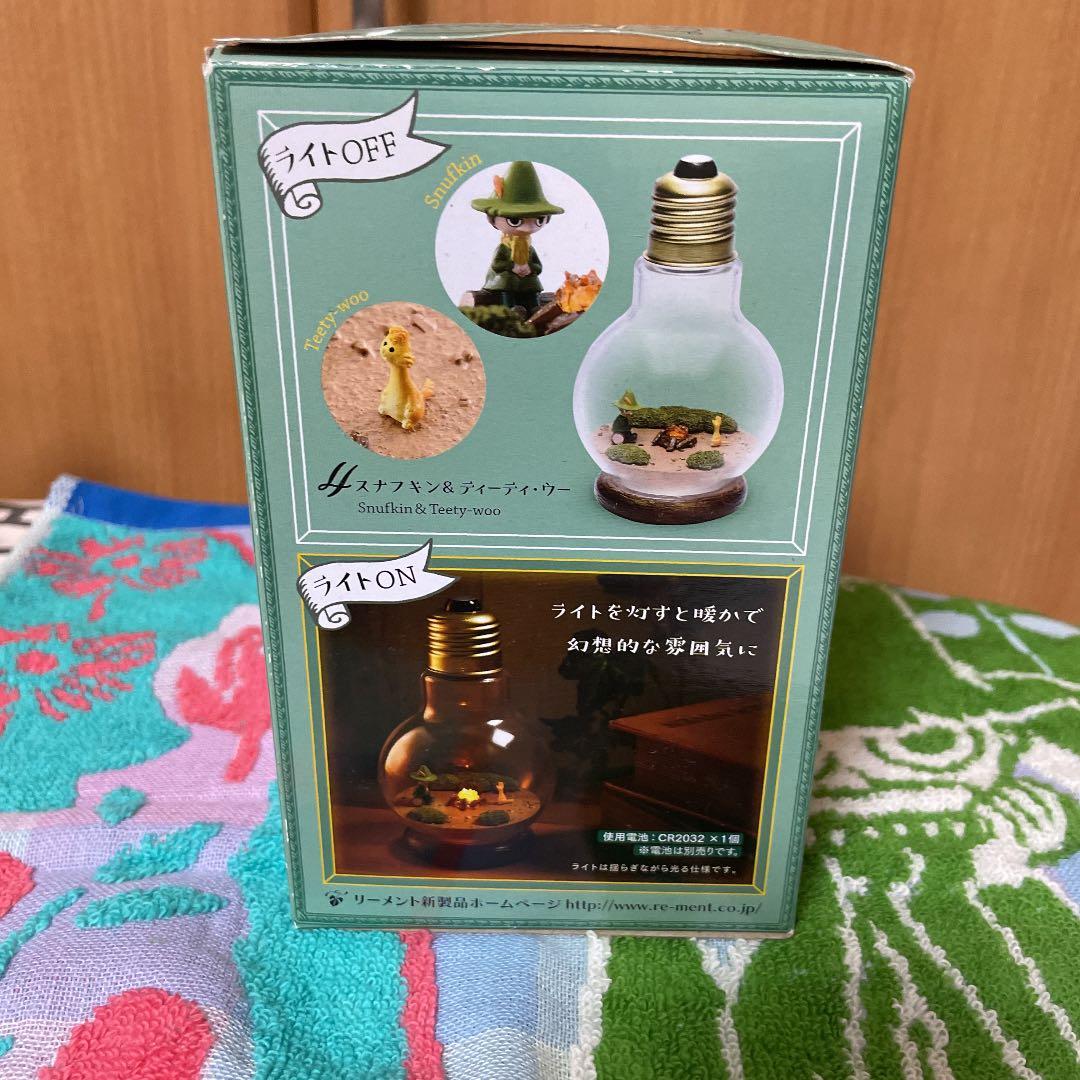 ライトOFF
Snufkin
Teety-woo
4 スナフキン&ティーティ・ウー
Snufkin & Teety-woo
ライトON
ライトを灯すと暖かで
幻想的な雰囲気に
使用電池：CR2032 ×1個
※電池は別売りです。
ライトは揺らぎながら光る仕様です。
リーメント新製品ホームページ http://www.re-ment.co.jp/